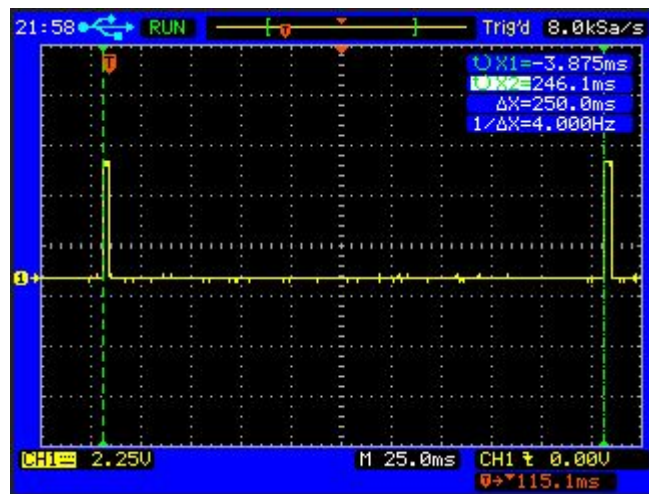 21:58 RUN T Trig'd 8.0kSa/s
T
X1=-3.875ms
X2=246.1ms
ΔX=250.0ms
1/ΔX=4.000Hz
1
CH1 2.25V M 25.0ms CH1 0.00V
T→▼115.1ms